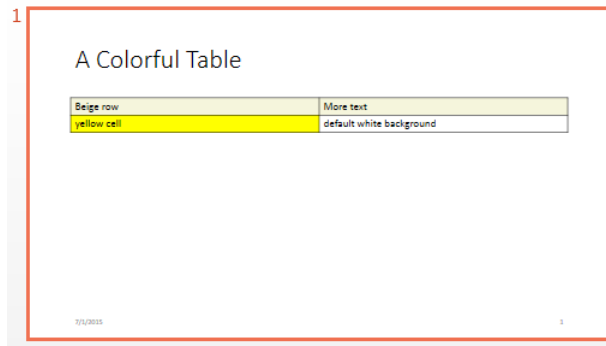 1
A Colorful Table
Beige row More text
yellow cell default white background
7/1/2015 1